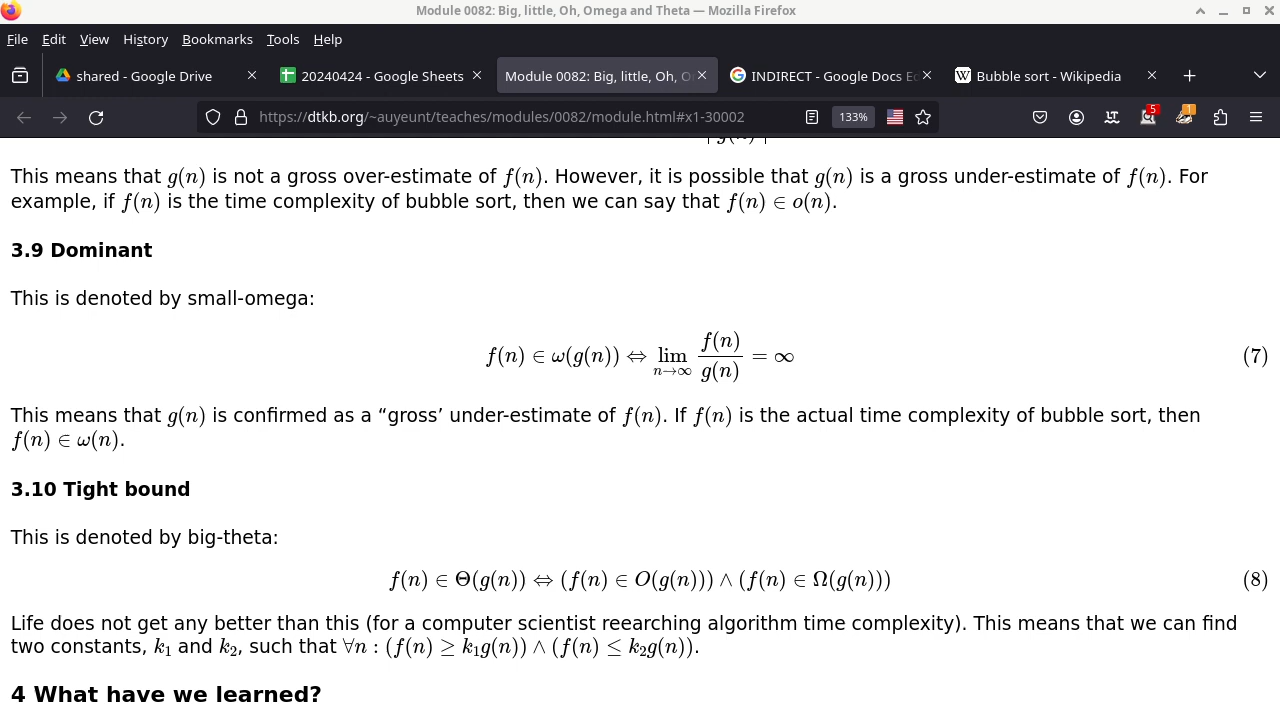 Module 0082: Big, little, Oh, Omega and Theta — Mozilla Firefox
File Edit View History Bookmarks Tools Help
shared - Google Drive 20240424 - Google Sheets Module 0082: Big, little, Oh, O INDIRECT - Google Docs Ed Bubble sort - Wikipedia
https://dtkb.org/~auyeunt/teaches/modules/0082/module.html#x1-30002 133% 5 1
This means that g(n) is not a gross over-estimate of f(n). However, it is possible that g(n) is a gross under-estimate of f(n). For
example, if f(n) is the time complexity of bubble sort, then we can say that f(n) ∈ o(n).
3.9 Dominant
This is denoted by small-omega:
f(n) ∈ ω(g(n)) ⇔ lim n→∞ f(n)/g(n) = ∞ (7)
This means that g(n) is confirmed as a “gross’ under-estimate of f(n). If f(n) is the actual time complexity of bubble sort, then
f(n) ∈ ω(n).
3.10 Tight bound
This is denoted by big-theta:
f(n) ∈ Θ(g(n)) ⇔ (f(n) ∈ O(g(n))) ∧ (f(n) ∈ Ω(g(n))) (8)
Life does not get any better than this (for a computer scientist reearching algorithm time complexity). This means that we can find
two constants, k₁ and k₂, such that ∀n : (f(n) ≥ k₁g(n)) ∧ (f(n) ≤ k₂g(n)).
4 What have we learned?